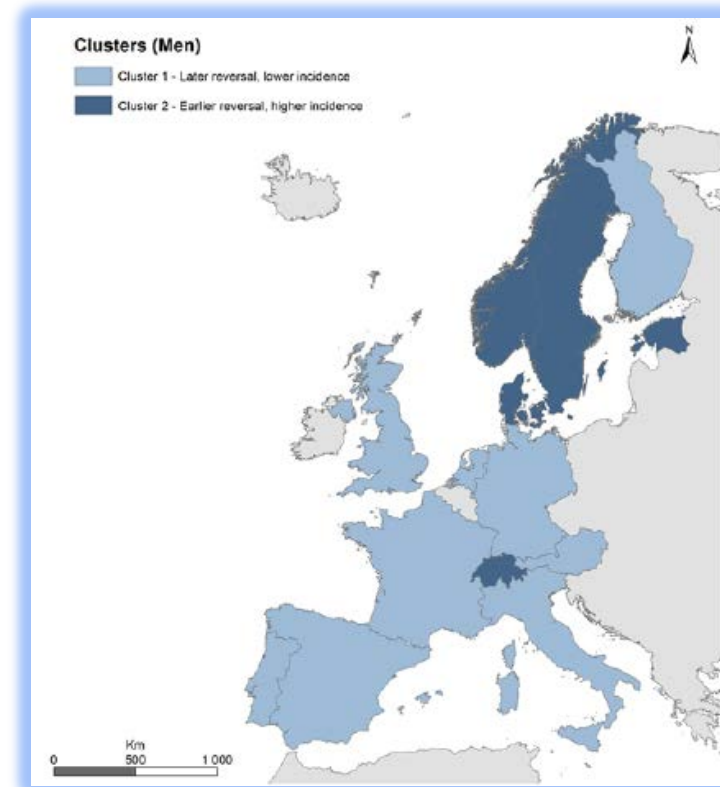 Clusters (Men)
N
Cluster 1 - Later reversal, lower incidence
Cluster 2 - Earlier reversal, higher incidence
Km
0 500 1 000